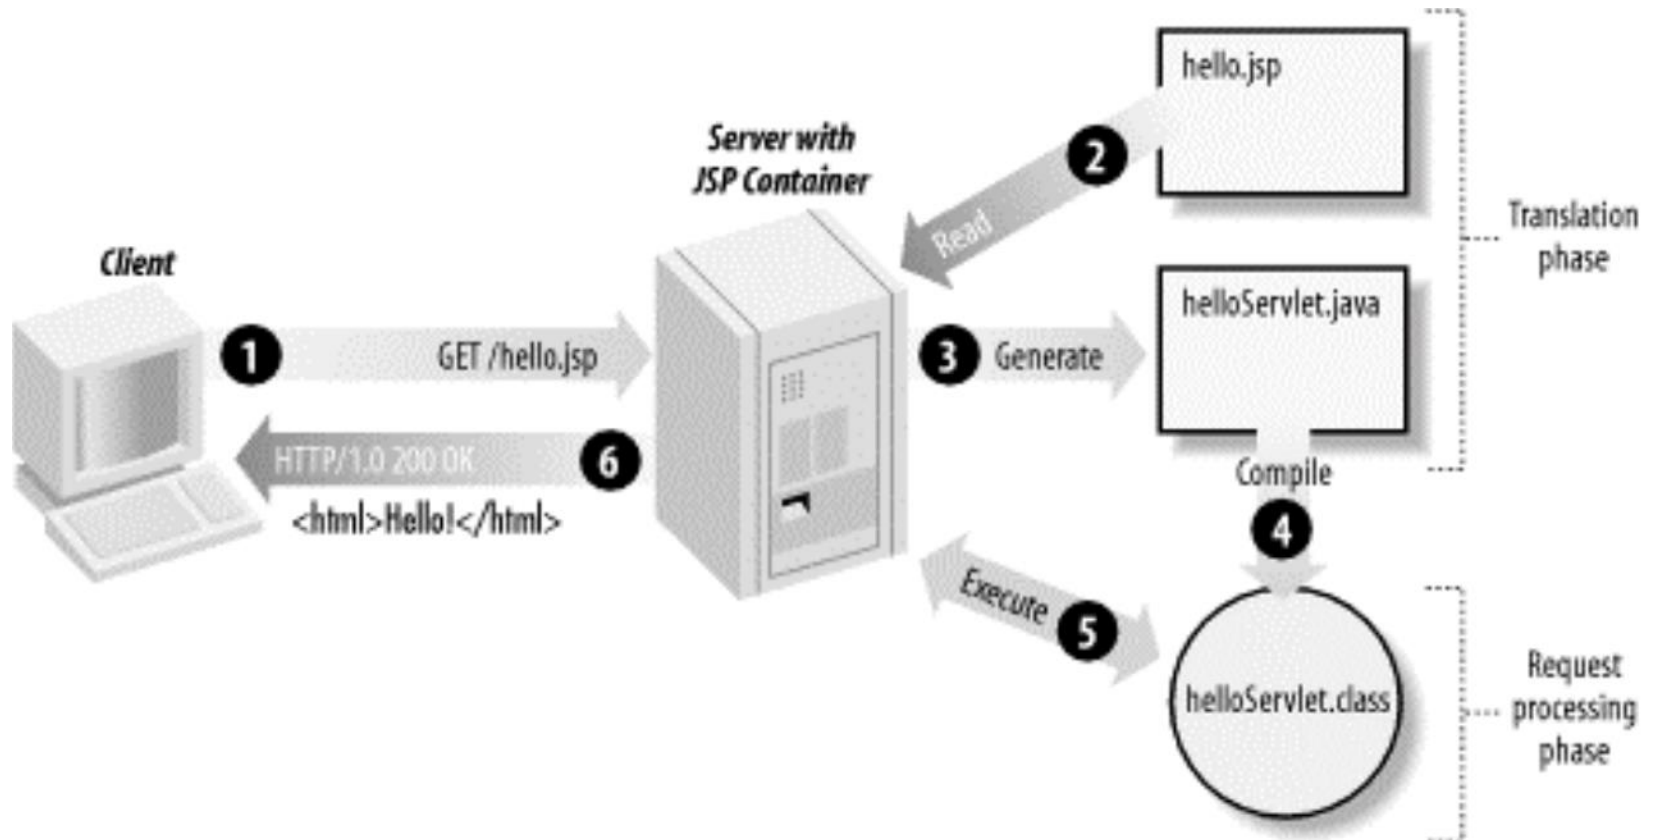 hello.jsp
Server with
JSP Container
2
Read
Translation
phase
Client
helloServlet.java
1
GET /hello.jsp
3
Generate
6
HTTP/1.0 200 OK
<html>Hello!</html>
Compile
4
Execute
5
helloServlet.class
Request
processing
phase